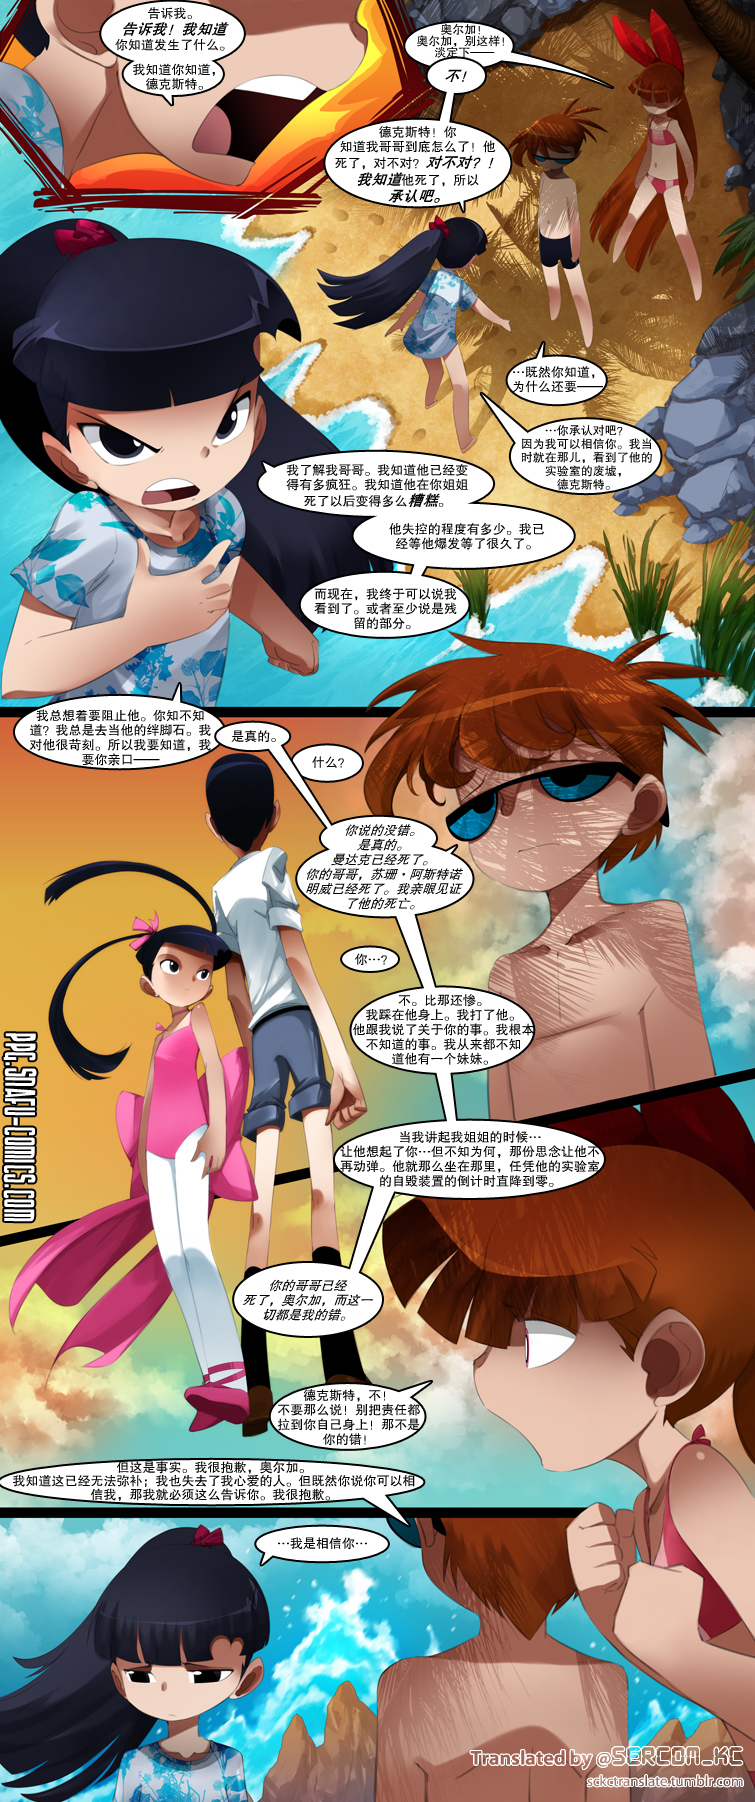 告诉我。
告诉我！我知道
你知道发生了什么。
我知道你知道，
德克斯特。
奥尔加！
奥尔加，别这样！
淡定下——
不！
德克斯特！你
知道我哥哥到底怎么了！他
死了，对不对？对不对？！
我知道他死了，所以
承认吧。
…既然你知道，
为什么还要——
…你承认对吧？
因为我可以相信你。我当
时就在那儿，看到了他的
实验室的废墟，
德克斯特。
我了解我哥哥。我知道他已经变
得有多疯狂。我知道他在你姐姐
死了以后变得多么糟糕。
他失控的程度有多少。我已
经等他爆发等了很久了。
而现在，我终于可以说我
看到了。或者至少说是残
留的部分。
我总想着要阻止他。你知不知
道？我总是去当他的绊脚石。我
对他很苛刻。所以我要知道，我
要你亲口——
是真的。
什么？
你说的没错。
是真的。
曼达克已经死了。
你的哥哥，苏珊·阿斯特诺
明威已经死了。我亲眼见证
了他的死亡。
你…？
不。比那还惨。
我踩在他身上。我打了他。
他跟我说了关于你的事。我根本
不知道的事。我从来都不知
道他有一个妹妹。
当我讲起我姐姐的时候…
让他想起了你…但不知为何，那份思念让他不
再动弹。他就那么坐在那里，任凭他的实验室
的自毁装置的倒计时直降到零。
你的哥哥已经
死了，奥尔加，而这一
切都是我的错。
德克斯特，不！
不要那么说！别把责任都
拉到你自己身上！那不是
你的错！
但这是事实。我很抱歉，奥尔加。
我知道这已经无法弥补；我也失去了我心爱的人。但既然你说你可以相
信我，那我就必须这么告诉你。我很抱歉。
…我是相信你…
PPG.SNAFU-COMICS.COM
Translated by @SERCOM_KC
sckctranslate.tumblr.com